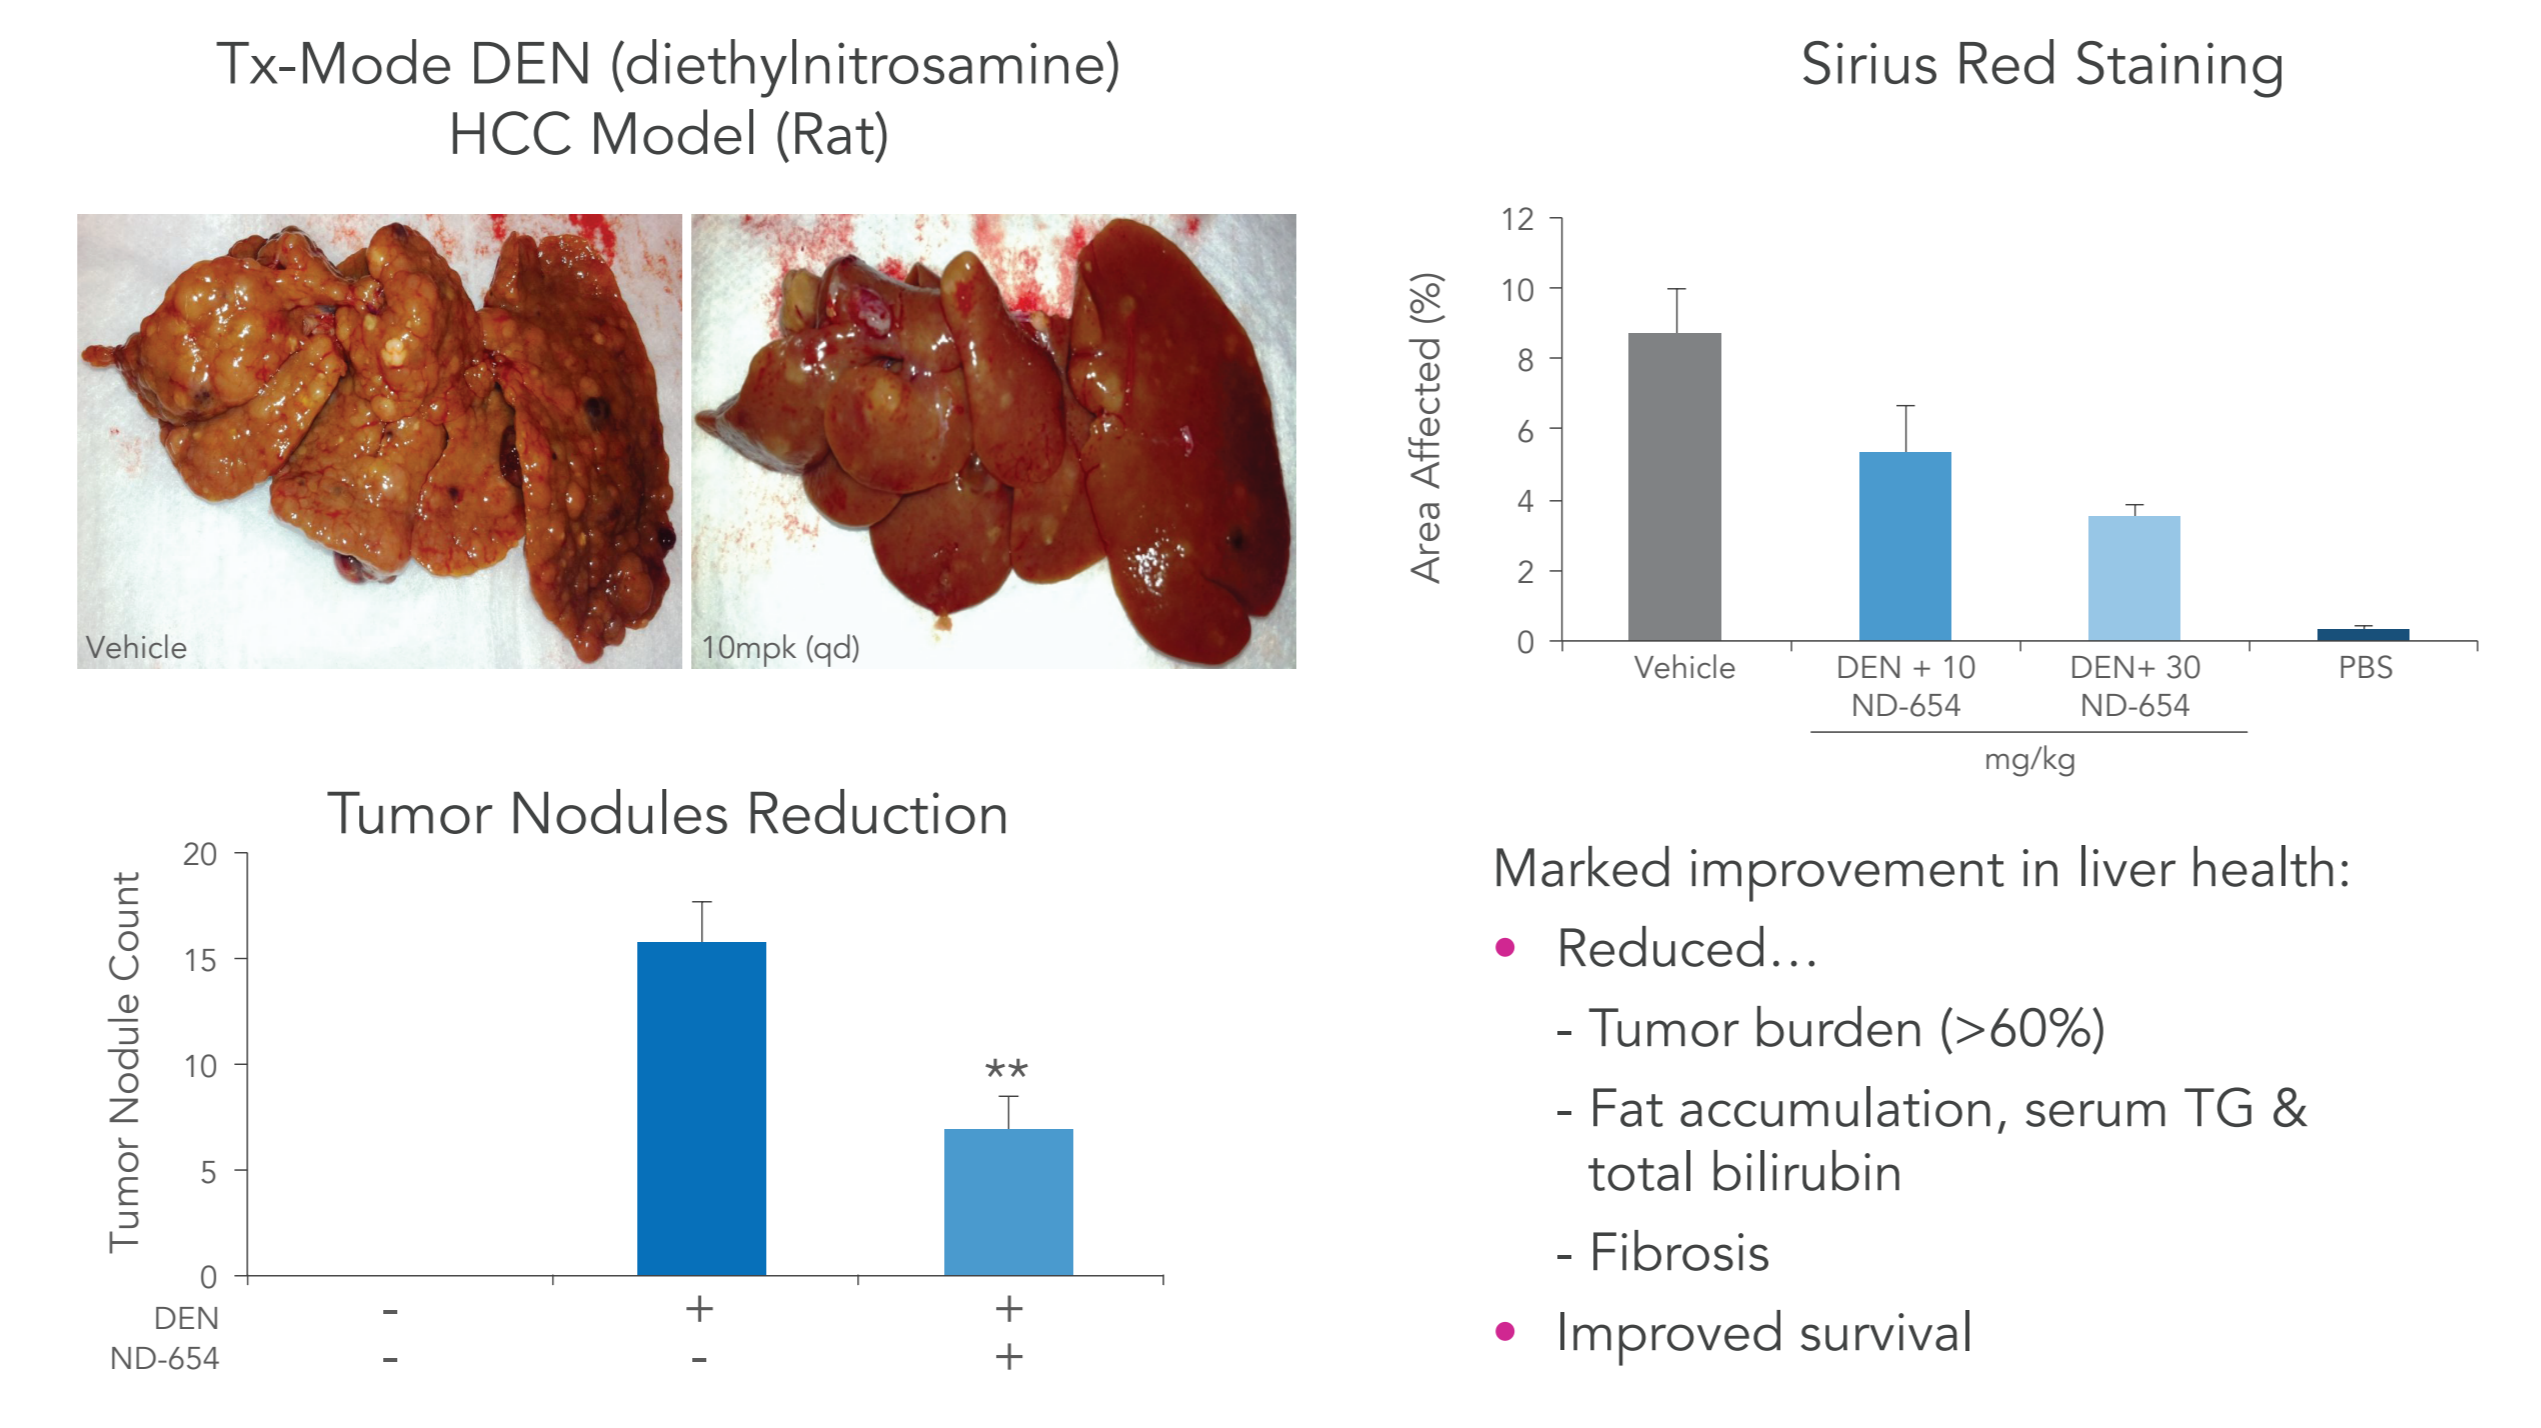 Tx-Mode DEN (diethylnitrosamine)
HCC Model (Rat)
Vehicle
10mpk (qd)
Tumor Nodules Reduction
Tumor Nodule Count
20
15
10
5
0
**
DEN - + +
ND-654 - - +
Sirius Red Staining
Area Affected (%)
12
10
8
6
4
2
0
Vehicle DEN + 10 DEN+ 30 PBS
ND-654 ND-654
mg/kg
Marked improvement in liver health:
• Reduced…
- Tumor burden (>60%)
- Fat accumulation, serum TG &
total bilirubin
- Fibrosis
• Improved survival